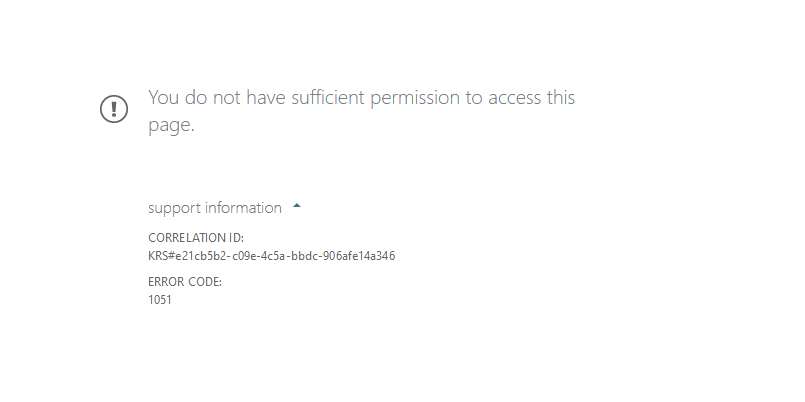 You do not have sufficient permission to access this
page.
support information
CORRELATION ID:
KRS#e21cb5b2-c09e-4c5a-bbdc-906afe14a346
ERROR CODE:
1051